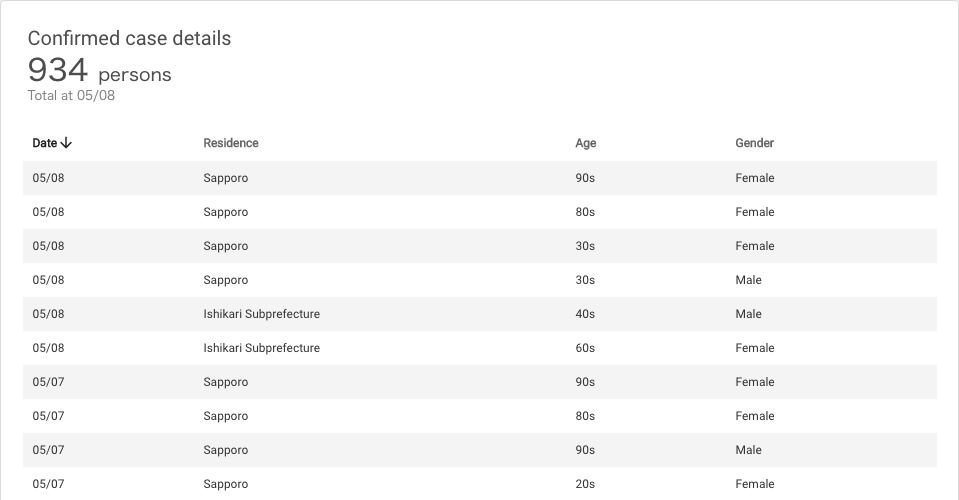 Confirmed case details
934 persons
Total at 05/08
Date Residence Age Gender
05/08 Sapporo 90s Female
05/08 Sapporo 80s Female
05/08 Sapporo 30s Female
05/08 Sapporo 30s Male
05/08 Ishikari Subprefecture 40s Male
05/08 Ishikari Subprefecture 60s Female
05/07 Sapporo 90s Female
05/07 Sapporo 80s Female
05/07 Sapporo 90s Male
05/07 Sapporo 20s Female